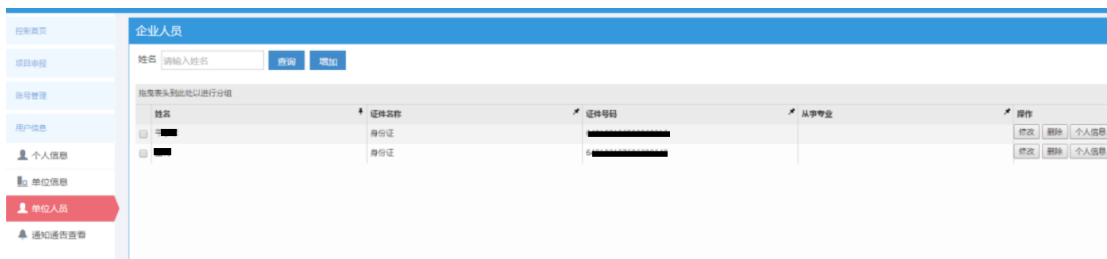 控制首页
项目申报
账号管理
用户信息
个人信息
单位信息
单位人员
通知通告查看
企业人员
姓名 请输入姓名 查询 增加
拖曳表头到此处以进行分组
姓名 证件名称 证件号码 从事专业 操作
身份证 修改 删除 个人信息
身份证 修改 删除 个人信息